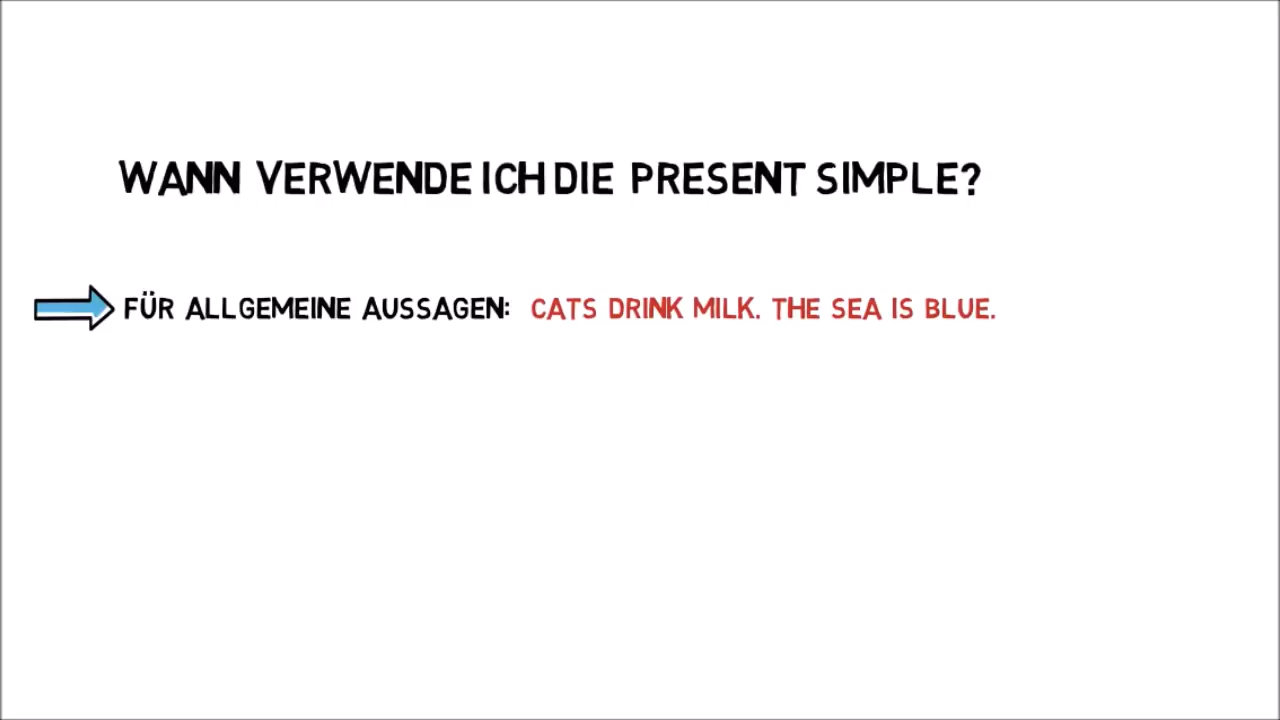 WANN VERWENDE ICH DIE PRESENT SIMPLE?
FÜR ALLGEMEINE AUSSAGEN: CATS DRINK MILK. THE SEA IS BLUE.